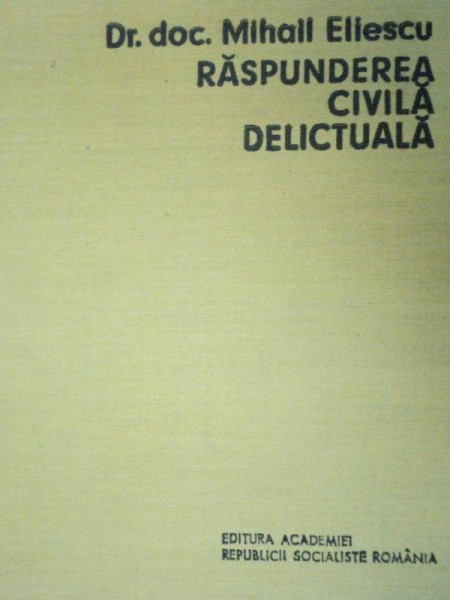 Dr. doc. Mihail Eliescu
RĂSPUNDEREA
CIVILĂ
DELICTUALĂ
EDITURA ACADEMIEI
REPUBLICII SOCIALISTE ROMÂNIA